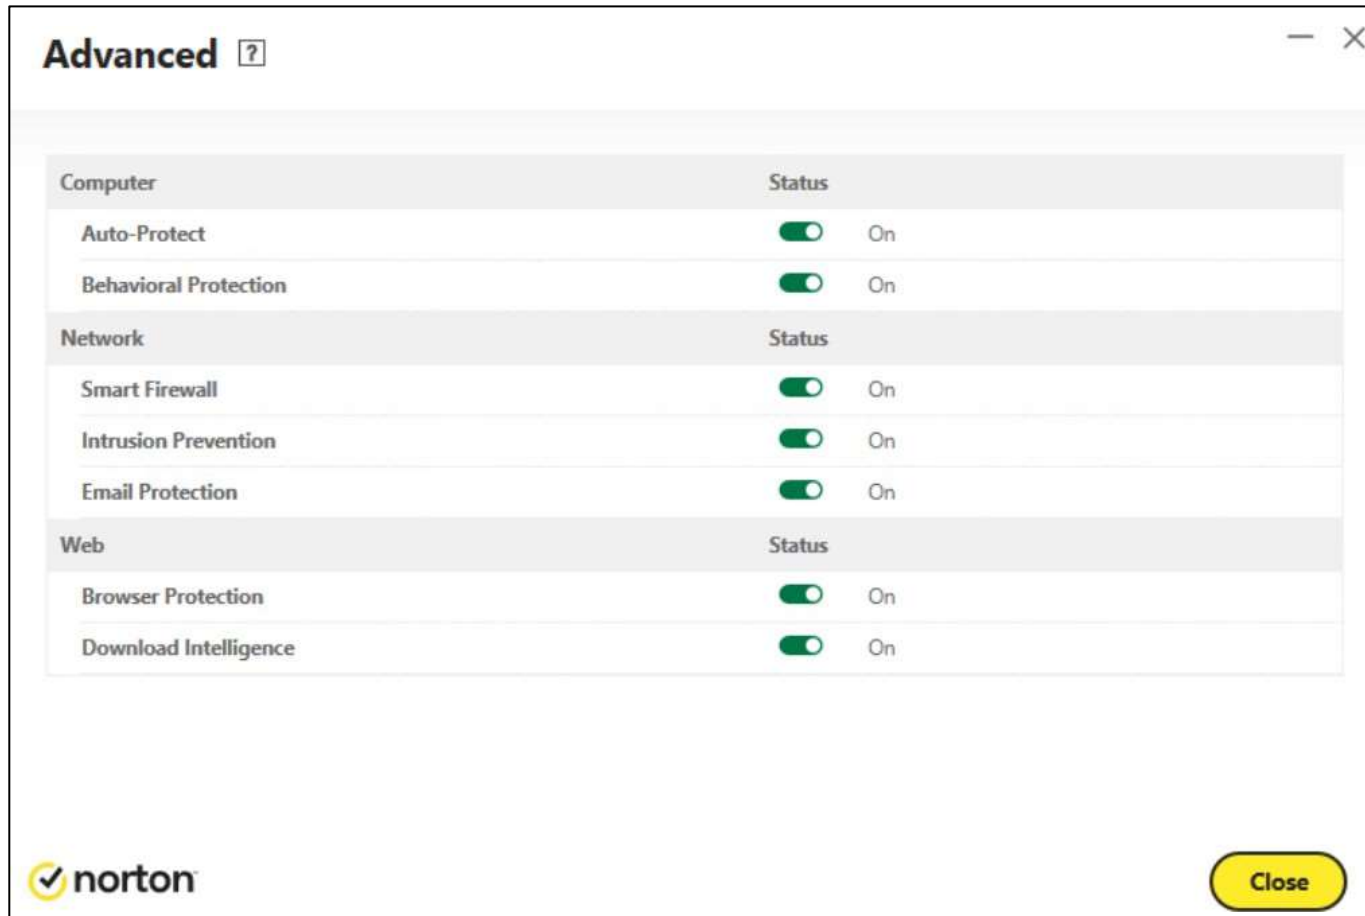 Advanced ?
Computer Status
Auto-Protect On
Behavioral Protection On
Network Status
Smart Firewall On
Intrusion Prevention On
Email Protection On
Web Status
Browser Protection On
Download Intelligence On
norton
Close